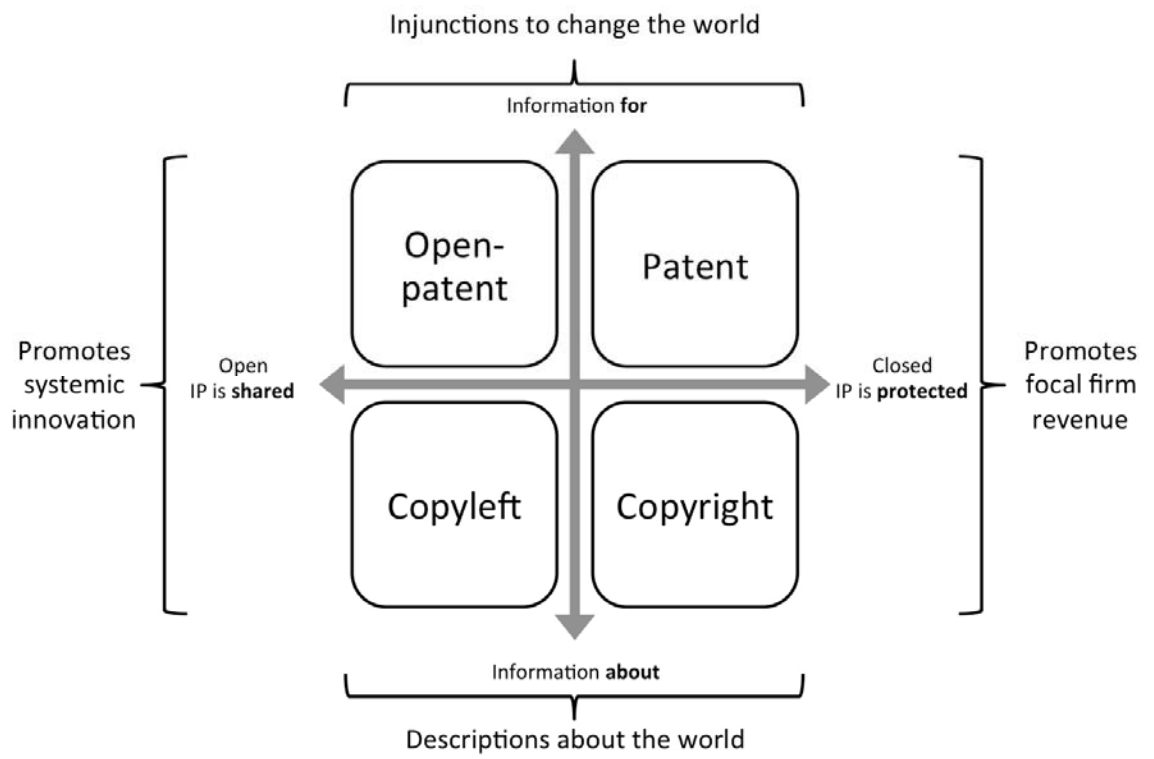 Injunctions to change the world
Information for
Open-
patent
Patent
Promotes
systemic
innovation
Open
IP is shared
Closed
IP is protected
Promotes
focal firm
revenue
Copyleft
Copyright
Information about
Descriptions about the world